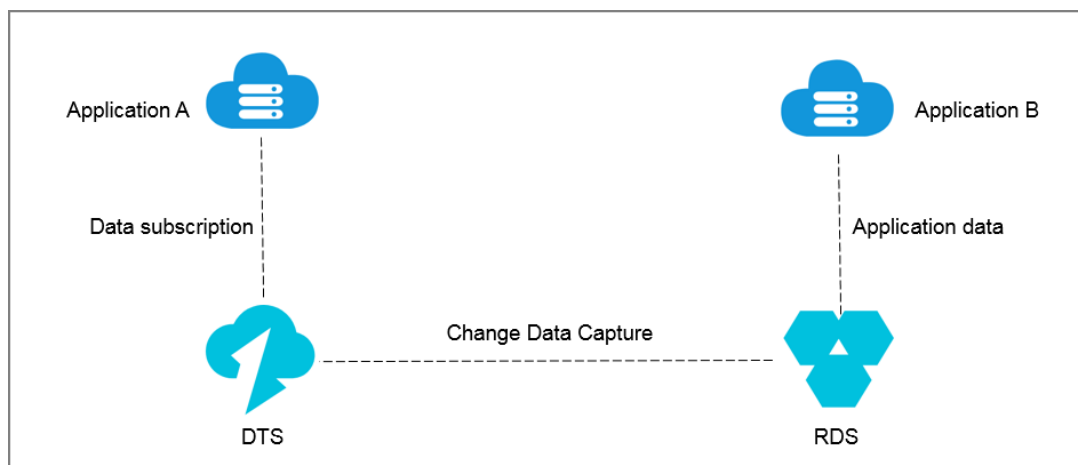 Application A
Application B
Data subscription
Application data
Change Data Capture
DTS
RDS